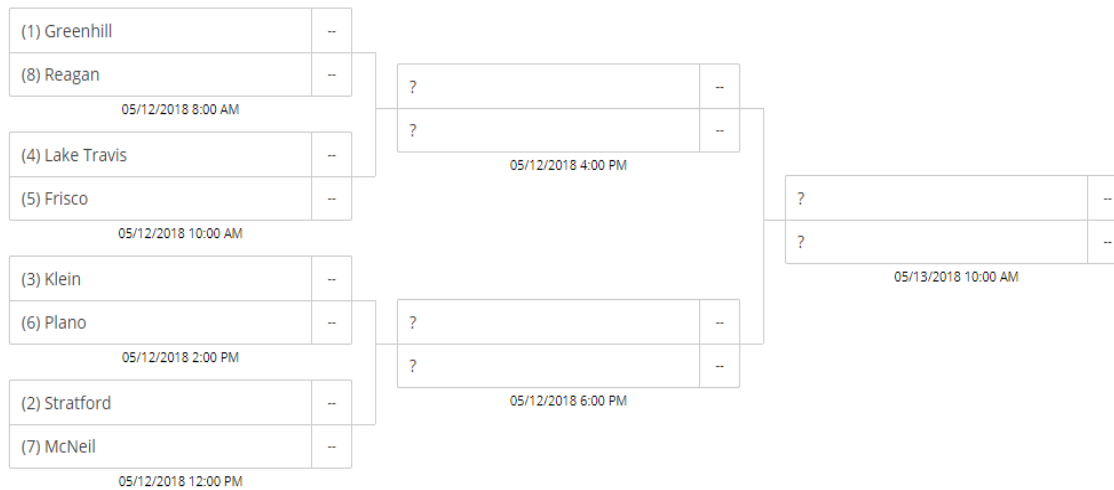 (1) Greenhill --
(8) Reagan --
05/12/2018 8:00 AM
(4) Lake Travis --
(5) Frisco --
05/12/2018 10:00 AM
(3) Klein --
(6) Plano --
05/12/2018 2:00 PM
(2) Stratford --
(7) McNeil --
05/12/2018 12:00 PM
? --
? --
05/12/2018 4:00 PM
? --
? --
05/12/2018 6:00 PM
? --
? --
05/13/2018 10:00 AM